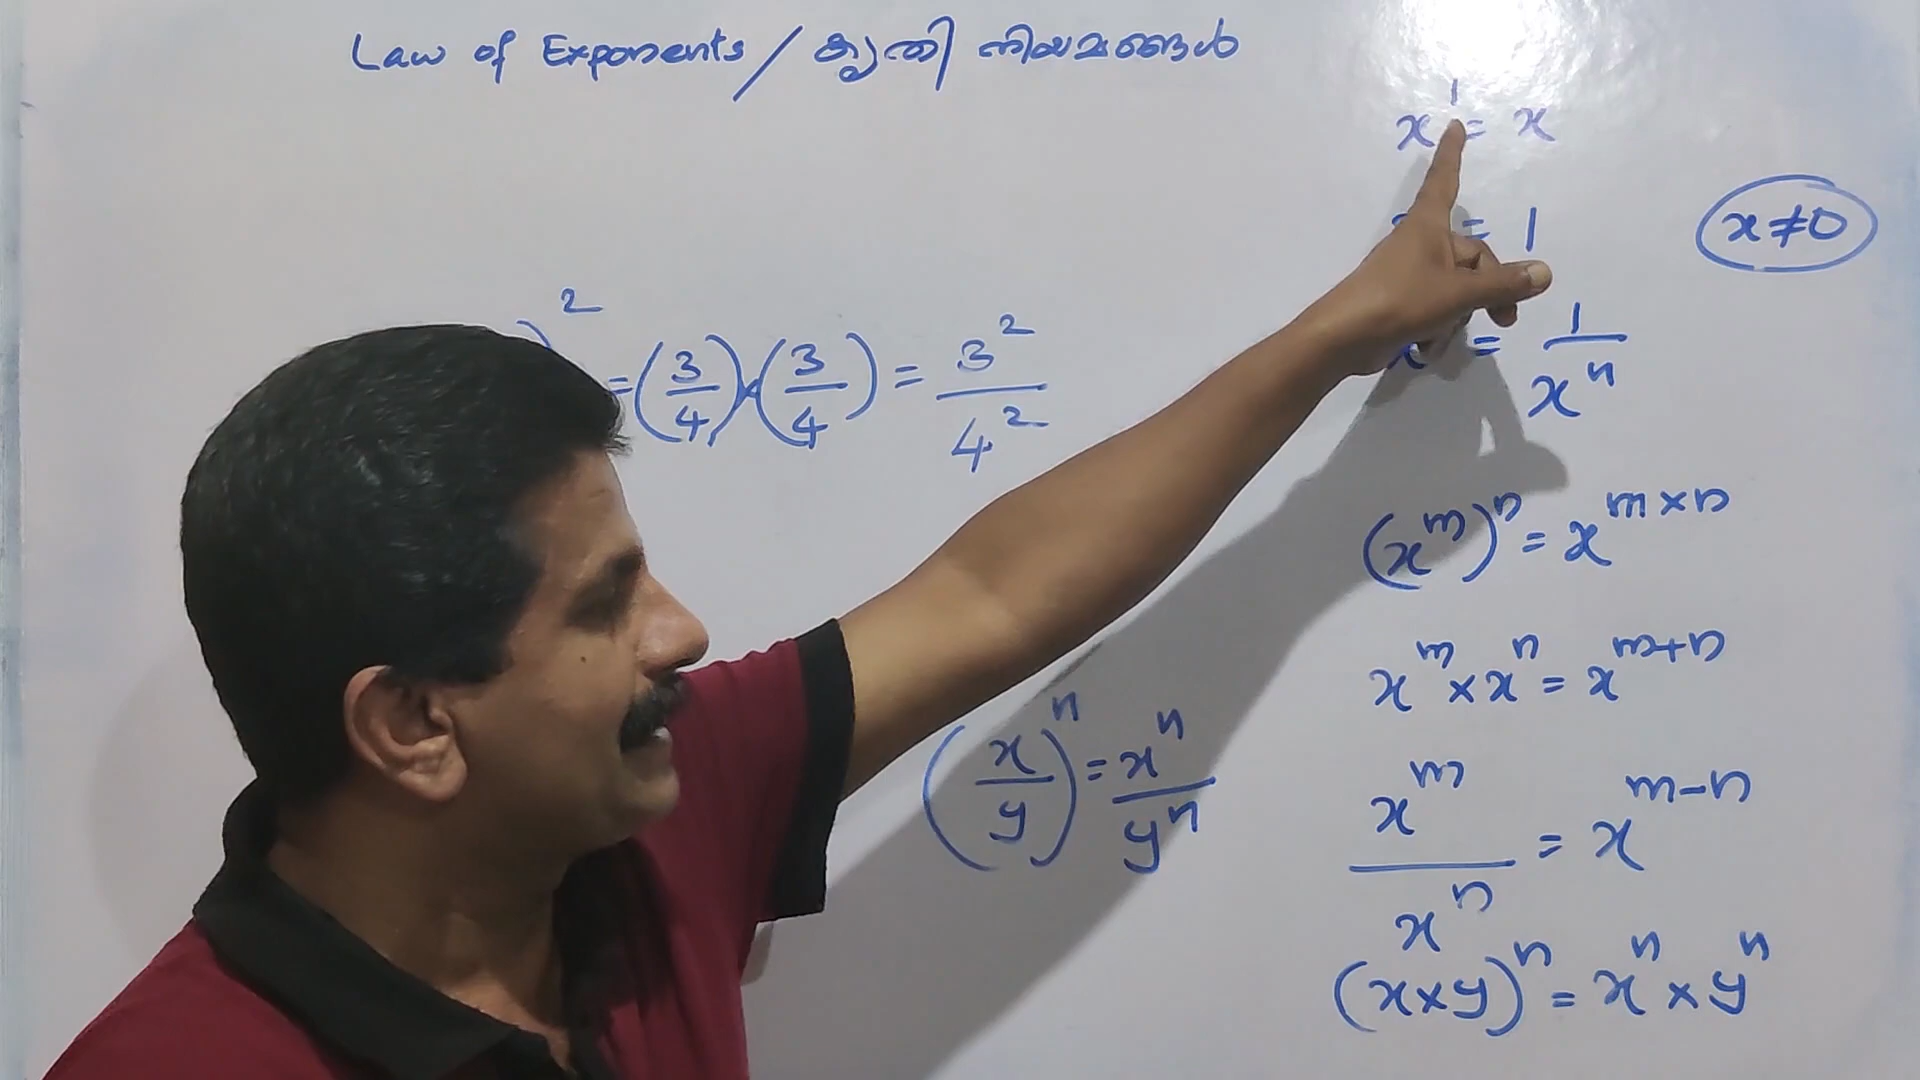 Law of Exponents / കൃതി നിയമങ്ങൾ
x¹ = x
= 1
x ≠ 0
)² = (3/4) × (3/4) = 3²/4²
x = 1/xⁿ
(xᵐ)ⁿ = xᵐˣⁿ
xᵐ × xⁿ = xᵐ⁺ⁿ
(x/y)ⁿ = xⁿ/yⁿ
xᵐ/xⁿ = xᵐ⁻ⁿ
(x×y)ⁿ = xⁿ × yⁿ